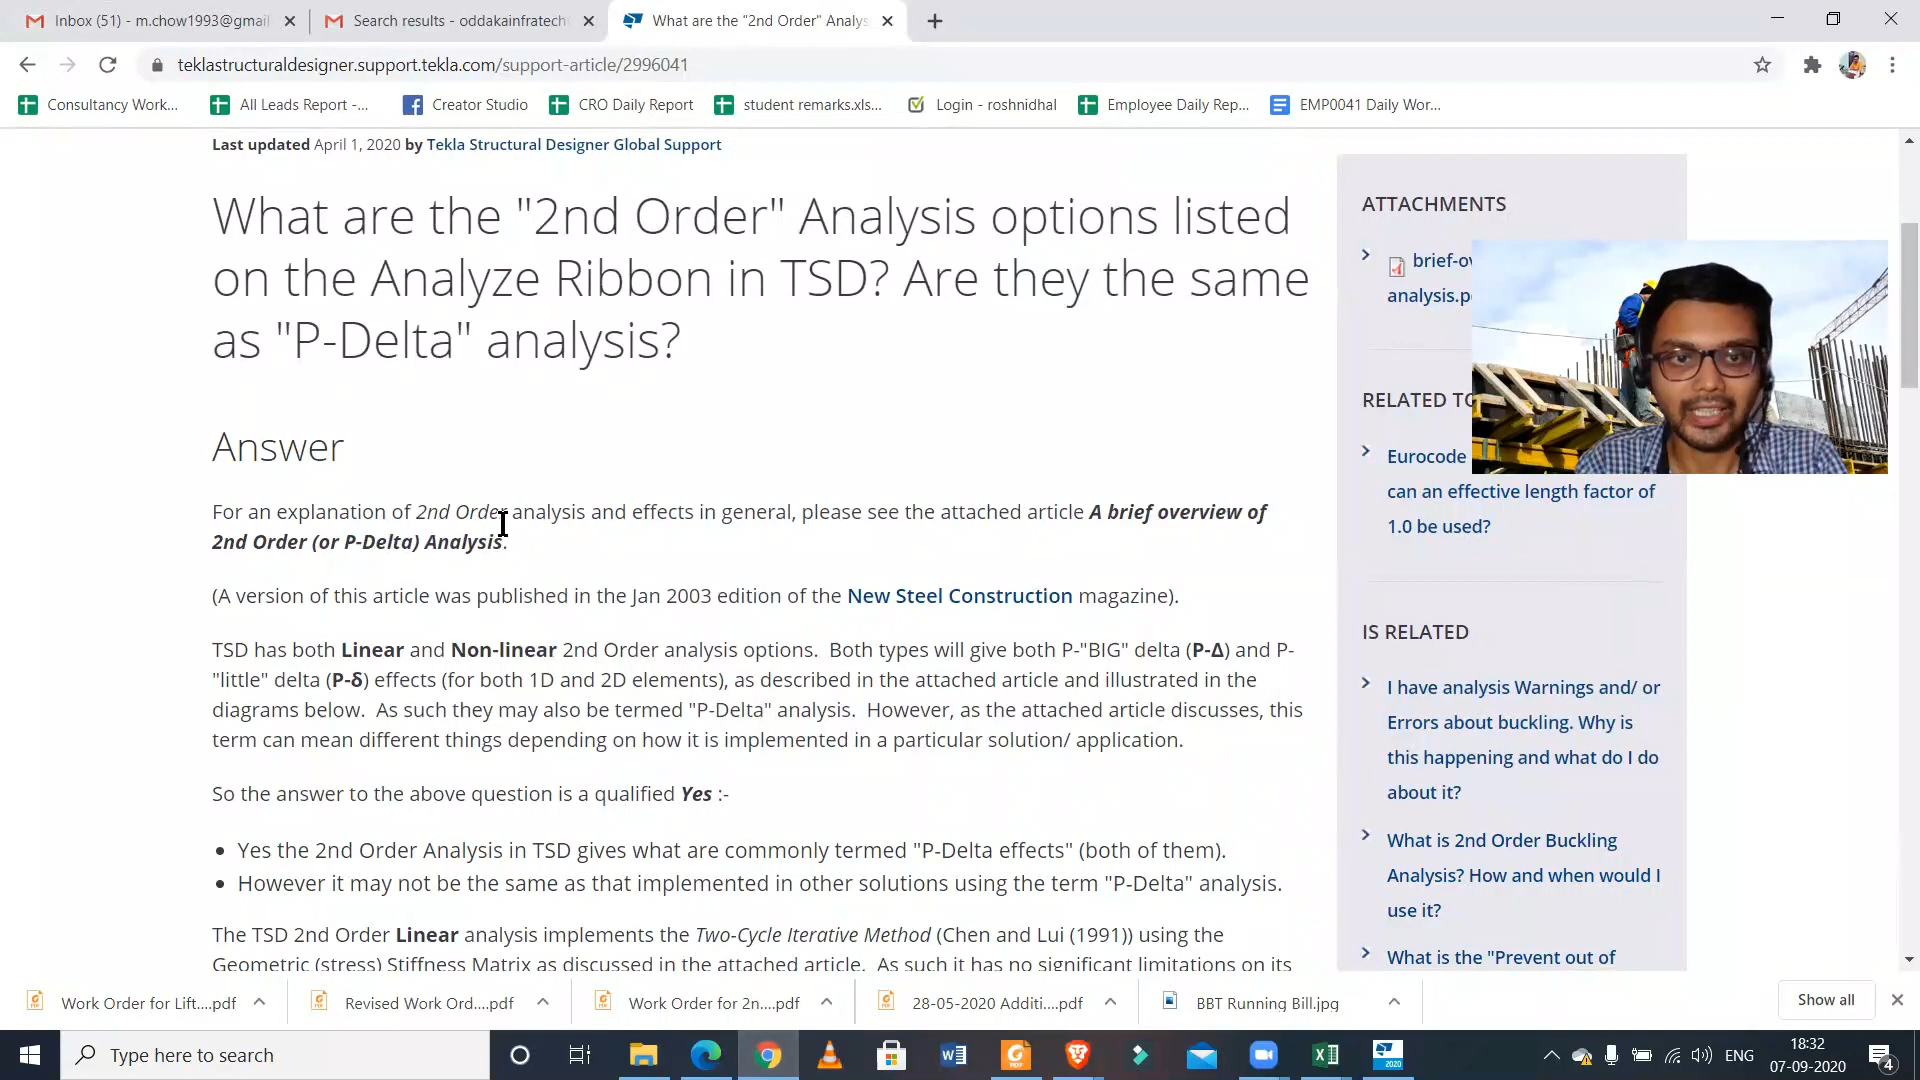 Inbox (51) - m.chow1993@gmai
Search results - oddakainfratech
What are the "2nd Order" Analys
teklastructuraldesigner.support.tekla.com/support-article/2996041
Consultancy Work...
All Leads Report -...
Creator Studio
CRO Daily Report
student remarks.xls...
Login - roshnidhal
Employee Daily Rep...
EMP0041 Daily Wor...
Last updated April 1, 2020 by Tekla Structural Designer Global Support
What are the "2nd Order" Analysis options listed
on the Analyze Ribbon in TSD? Are they the same
as "P-Delta" analysis?
Answer
For an explanation of 2nd Order analysis and effects in general, please see the attached article A brief overview of
2nd Order (or P-Delta) Analysis.
(A version of this article was published in the Jan 2003 edition of the New Steel Construction magazine).
TSD has both Linear and Non-linear 2nd Order analysis options. Both types will give both P-"BIG" delta (P-Δ) and P-
"little" delta (P-δ) effects (for both 1D and 2D elements), as described in the attached article and illustrated in the
diagrams below. As such they may also be termed "P-Delta" analysis. However, as the attached article discusses, this
term can mean different things depending on how it is implemented in a particular solution/ application.
So the answer to the above question is a qualified Yes :-
• Yes the 2nd Order Analysis in TSD gives what are commonly termed "P-Delta effects" (both of them).
• However it may not be the same as that implemented in other solutions using the term "P-Delta" analysis.
The TSD 2nd Order Linear analysis implements the Two-Cycle Iterative Method (Chen and Lui (1991)) using the
Geometric (stress) Stiffness Matrix as discussed in the attached article. As such it has no significant limitations on its
ATTACHMENTS
brief-ov
analysis.p
RELATED TO
Eurocode
can an effective length factor of
1.0 be used?
IS RELATED
I have analysis Warnings and/ or
Errors about buckling. Why is
this happening and what do I do
about it?
What is 2nd Order Buckling
Analysis? How and when would I
use it?
What is the "Prevent out of
Work Order for Lift....pdf
Revised Work Ord....pdf
Work Order for 2n....pdf
28-05-2020 Additi....pdf
BBT Running Bill.jpg
Show all
Type here to search
2020
ENG
18:32
07-09-2020
4